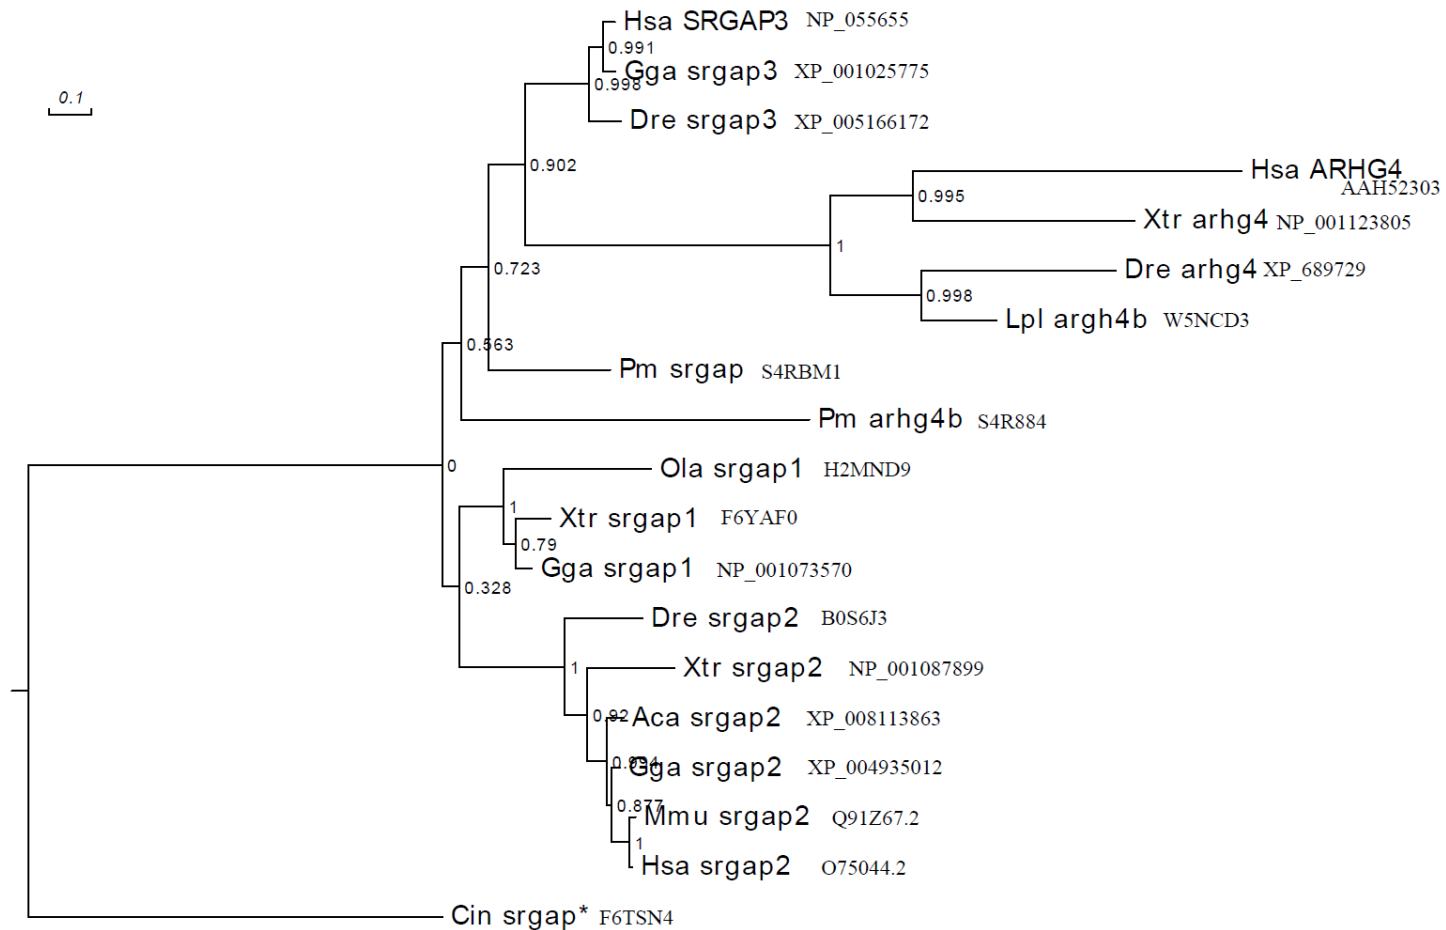 Hsa SRGAP3 NP_055655
0.991
Gga srgap3 XP_001025775
0.998
0.1
Dre srgap3 XP_005166172
0.902
Hsa ARHG4 AAH52303
0.995
Xtr arhg4 NP_001123805
1
Dre arhg4 XP_689729
0.723
0.998
Lpl argh4b W5NCD3
0.563
Pm srgap S4RBM1
Pm arhg4b S4R884
0
Ola srgap1 H2MND9
1
Xtr srgap1 F6YAF0
0.79
Gga srgap1 NP_001073570
0.328
Dre srgap2 B0S6J3
1
Xtr srgap2 NP_001087899
0.92
Aca srgap2 XP_008113863
0.994
Gga srgap2 XP_004935012
0.877
Mmu srgap2 Q91Z67.2
1
Hsa srgap2 O75044.2
Cin srgap* F6TSN4